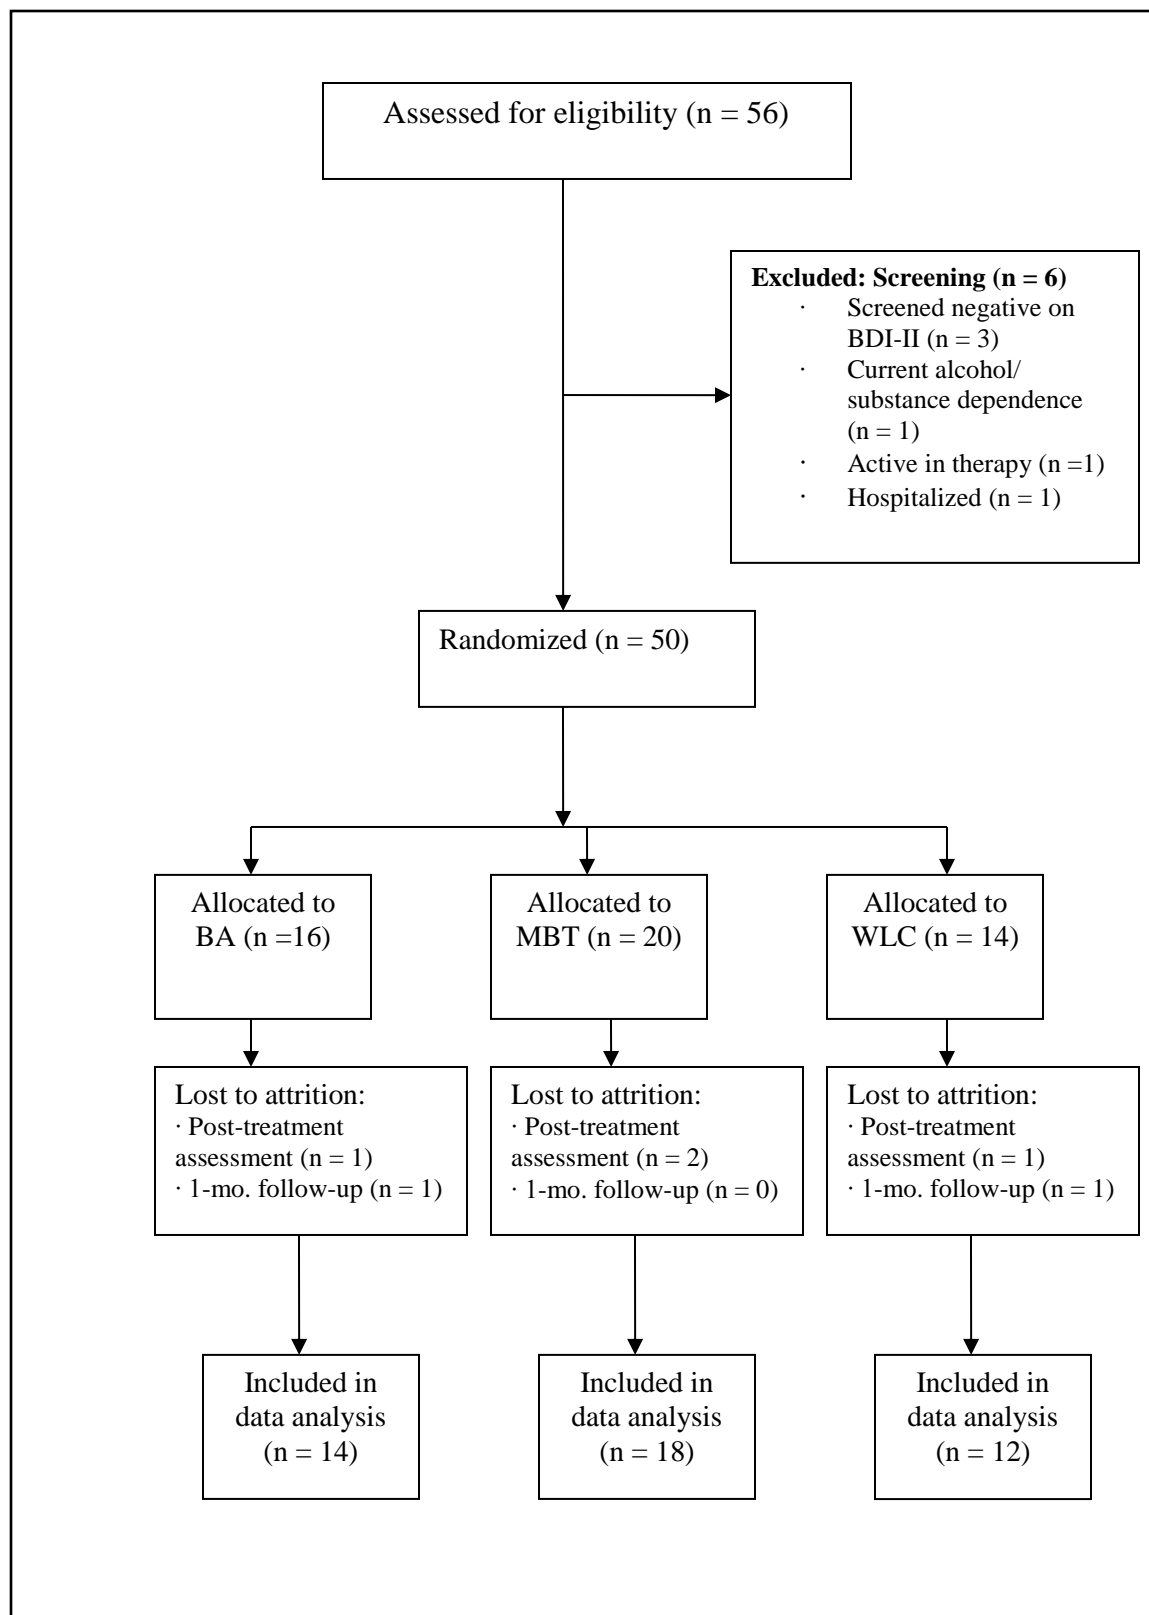 Assessed for eligibility (n = 56)
Excluded: Screening (n = 6)
· Screened negative on
BDI-II (n = 3)
· Current alcohol/
substance dependence
(n = 1)
· Active in therapy (n =1)
· Hospitalized (n = 1)
Randomized (n = 50)
Allocated to
BA (n =16)
Allocated to
MBT (n = 20)
Allocated to
WLC (n = 14)
Lost to attrition:
· Post-treatment
assessment (n = 1)
· 1-mo. follow-up (n = 1)
Lost to attrition:
· Post-treatment
assessment (n = 2)
· 1-mo. follow-up (n = 0)
Lost to attrition:
· Post-treatment
assessment (n = 1)
· 1-mo. follow-up (n = 1)
Included in
data analysis
(n = 14)
Included in
data analysis
(n = 18)
Included in
data analysis
(n = 12)